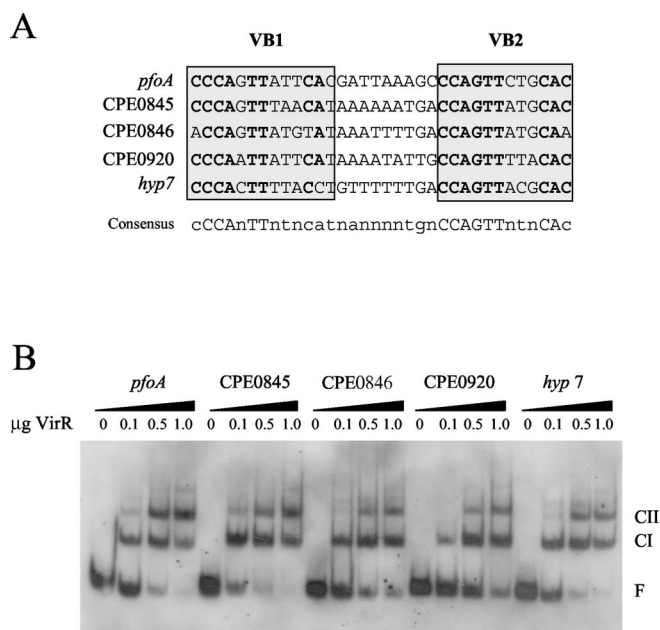 A
VB1 VB2
pfoA CCCAGTTATTCACGATTAAAGCCCAGTTCTGCAC
CPE0845 CCCAGTTTAACATAAAAAATGACCAGTTATGCAC
CPE0846 ACCAGTTATGTATAAATTTTGACCAGTTATGCAA
CPE0920 CCCAATTATTCATAAAATATTGCCAGTTTTACAC
hyp7 CCCACTTTTACCTGTTTTTTGACCAGTTACGCAC
Consensus cCCAnTTntncatnannnntgnCCAGTTntnCAc
B
pfoA CPE0845 CPE0846 CPE0920 hyp 7
µg VirR 0 0.1 0.5 1.0 0 0.1 0.5 1.0 0 0.1 0.5 1.0 0 0.1 0.5 1.0 0 0.1 0.5 1.0
CII
CI
F